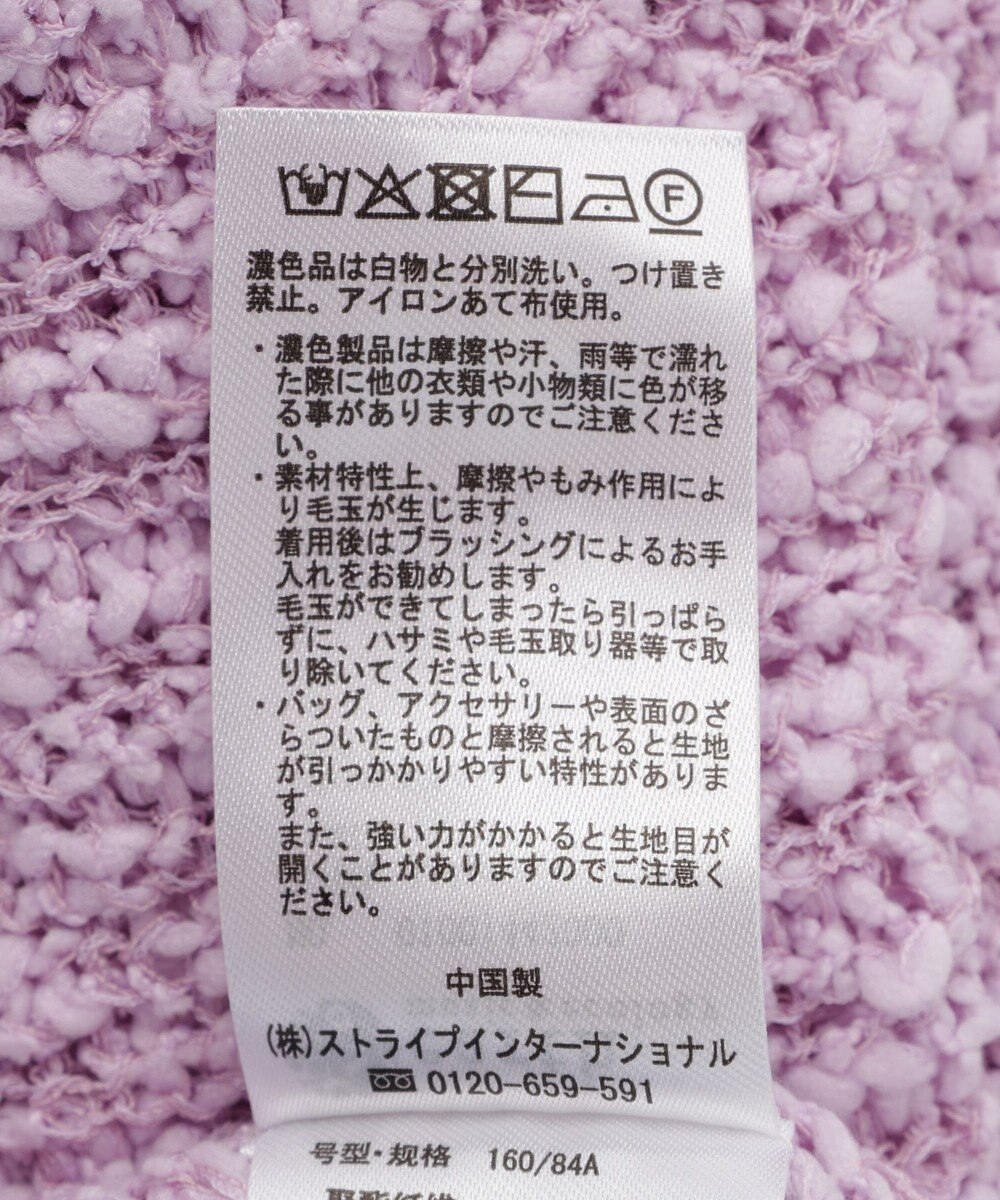 F
濃色品は白物と分別洗い。つけ置き
禁止。アイロンあて布使用。
・濃色製品は摩擦や汗、雨等で濡れ
た際に他の衣類や小物類に色が移
る事がありますのでご注意くださ
い。
・素材特性上、摩擦やもみ作用によ
り毛玉が生じます。
着用後はブラッシングによるお手
入れをお勧めします。
毛玉ができてしまったら引っぱら
ずに、ハサミや毛玉取り器等で取
り除いてください。
・バッグ、アクセサリーや表面のざ
らついたものと摩擦されると生地
が引っかかりやすい特性がありま
す。
また、強い力がかかると生地目が
開くことがありますのでご注意く
ださい。
中国製
(株)ストライプインターナショナル
0120-659-591
号型・规格 160/84A
聚酯纤维